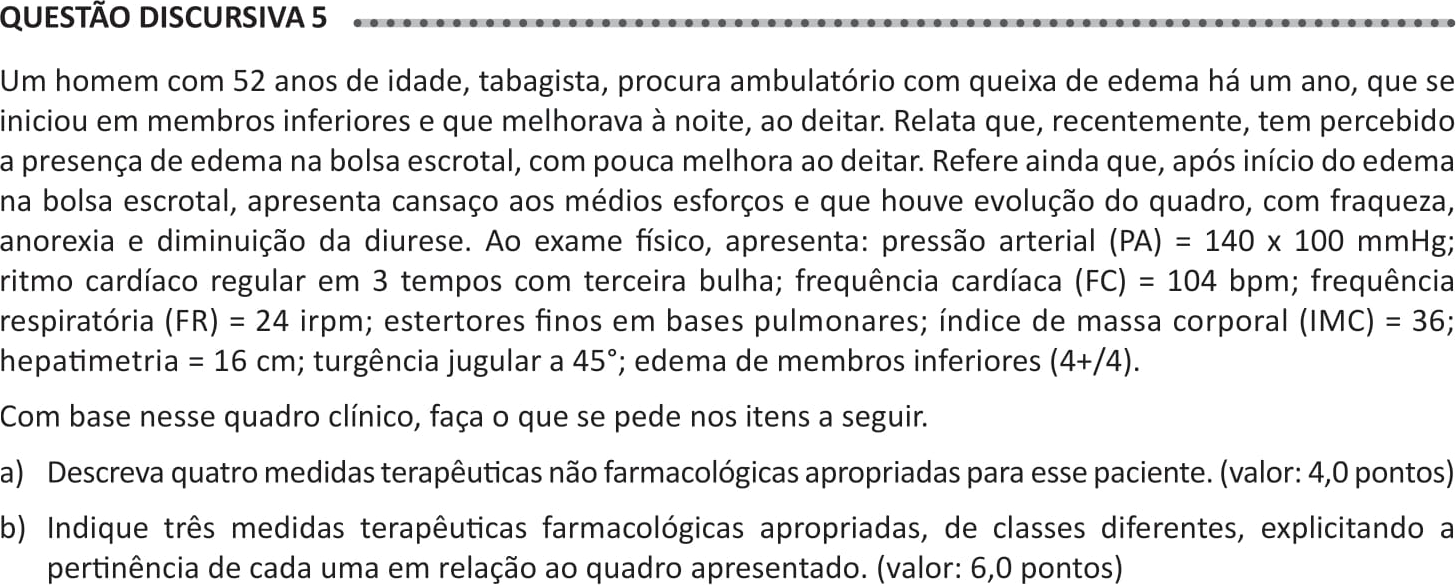 QUESTÃO DISCURSIVA 5
Um homem com 52 anos de idade, tabagista, procura ambulatório com queixa de edema há um ano, que se
iniciou em membros inferiores e que melhorava à noite, ao deitar. Relata que, recentemente, tem percebido
a presença de edema na bolsa escrotal, com pouca melhora ao deitar. Refere ainda que, após início do edema
na bolsa escrotal, apresenta cansaço aos médios esforços e que houve evolução do quadro, com fraqueza,
anorexia e diminuição da diurese. Ao exame físico, apresenta: pressão arterial (PA) = 140 x 100 mmHg;
ritmo cardíaco regular em 3 tempos com terceira bulha; frequência cardíaca (FC) = 104 bpm; frequência
respiratória (FR) = 24 irpm; estertores finos em bases pulmonares; índice de massa corporal (IMC) = 36;
hepatimetria = 16 cm; turgência jugular a 45°; edema de membros inferiores (4+/4).
Com base nesse quadro clínico, faça o que se pede nos itens a seguir.
a) Descreva quatro medidas terapêuticas não farmacológicas apropriadas para esse paciente. (valor: 4,0 pontos)
b) Indique três medidas terapêuticas farmacológicas apropriadas, de classes diferentes, explicitando a
pertinência de cada uma em relação ao quadro apresentado. (valor: 6,0 pontos)